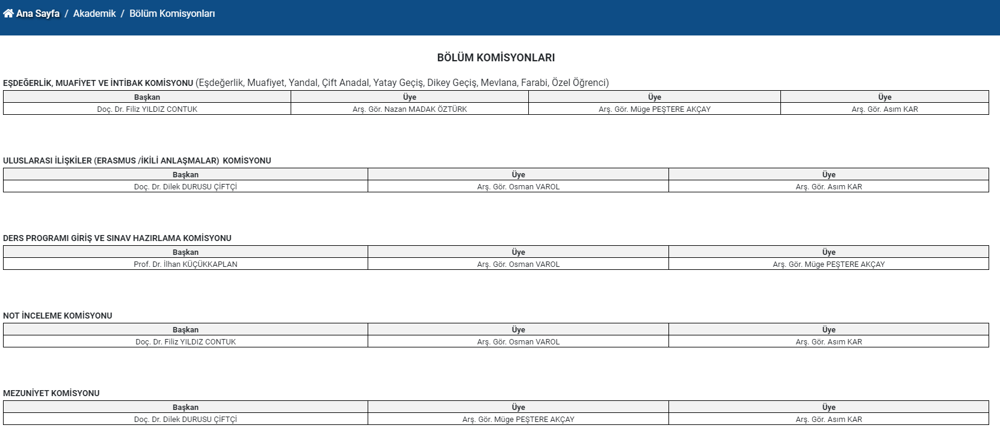 Ana Sayfa / Akademik / Bölüm Komisyonları
BÖLÜM KOMİSYONLARI
EŞDEĞERLİK, MUAFİYET VE İNTİBAK KOMİSYONU (Eşdeğerlik, Muafiyet, Yandal, Çift Anadal, Yatay Geçiş, Dikey Geçiş, Mevlana, Farabi, Özel Öğrenci)
Başkan Üye Üye Üye
Doç. Dr. Filiz YILDIZ CONTUK Arş. Gör. Nazan MADAK ÖZTÜRK Arş. Gör. Müge PEŞTERE AKÇAY Arş. Gör. Asım KAR
ULUSLARASI İLİŞKİLER (ERASMUS /İKİLİ ANLAŞMALAR) KOMİSYONU
Başkan Üye Üye
Doç. Dr. Dilek DURUSU ÇİFTÇİ Arş. Gör. Osman VAROL Arş. Gör. Asım KAR
DERS PROGRAMI GİRİŞ VE SINAV HAZIRLAMA KOMİSYONU
Başkan Üye Üye
Prof. Dr. İlhan KÜÇÜKKAPLAN Arş. Gör. Osman VAROL Arş. Gör. Müge PEŞTERE AKÇAY
NOT İNCELEME KOMİSYONU
Başkan Üye Üye
Doç. Dr. Filiz YILDIZ CONTUK Arş. Gör. Osman VAROL Arş. Gör. Asım KAR
MEZUNİYET KOMİSYONU
Başkan Üye Üye
Doç. Dr. Dilek DURUSU ÇİFTÇİ Arş. Gör. Müge PEŞTERE AKÇAY Arş. Gör. Asım KAR